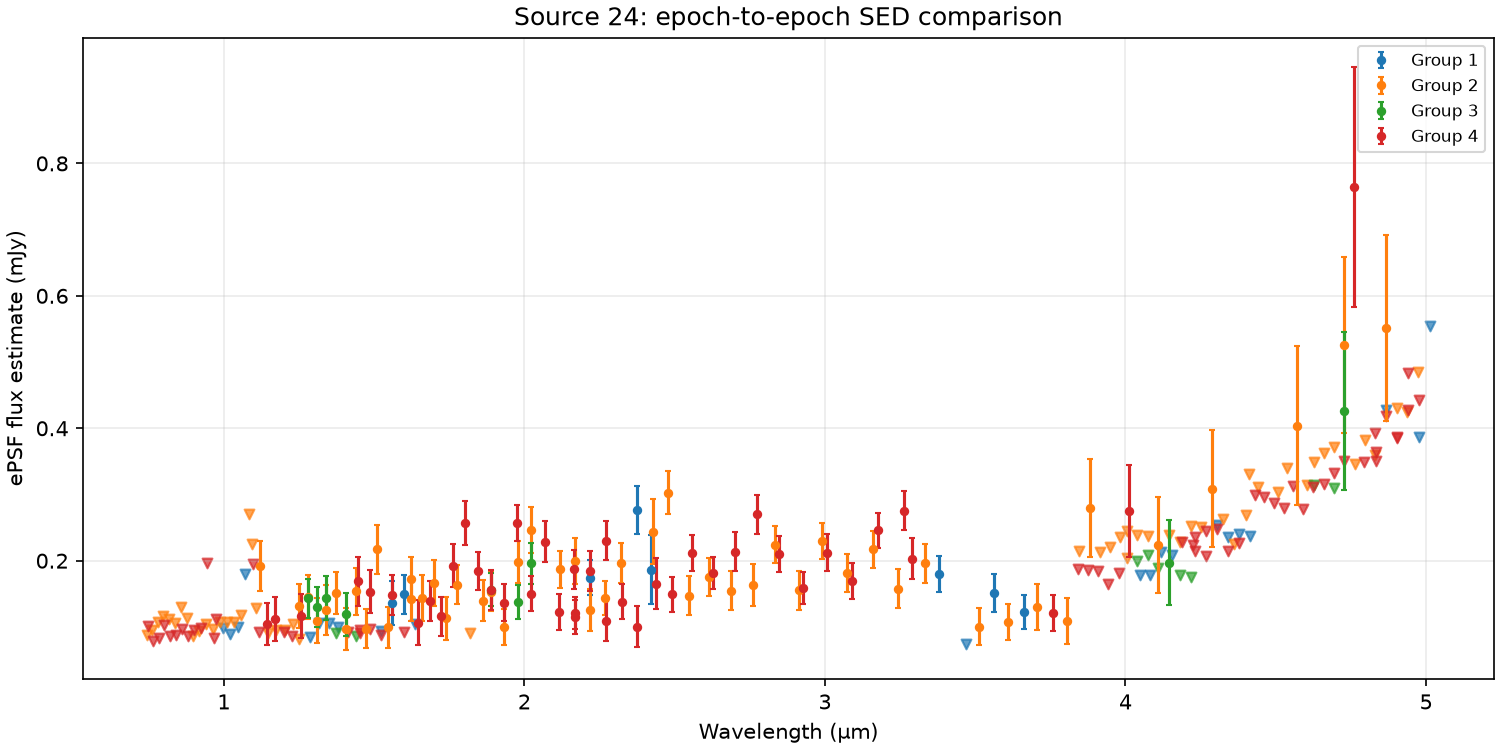 Source 24: epoch-to-epoch SED comparison
ePSF flux estimate (mJy)
0.8
0.6
0.4
0.2
1
2
3
4
5
Wavelength (μm)
Group 1
Group 2
Group 3
Group 4